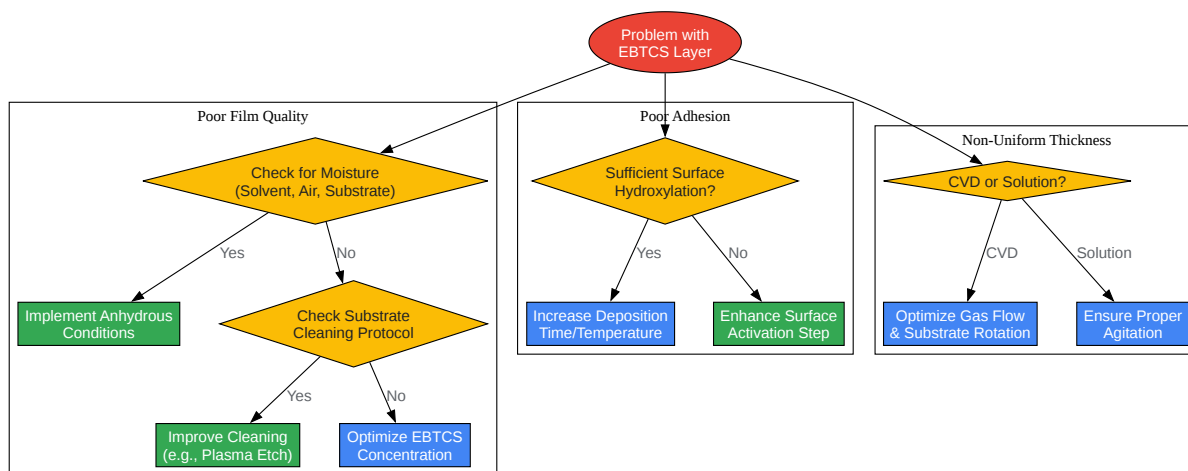 Problem with
EBTCS Layer
Poor Film Quality
Check for Moisture
(Solvent, Air, Substrate)
Yes
No
Implement Anhydrous
Conditions
Check Substrate
Cleaning Protocol
Yes
No
Improve Cleaning
(e.g., Plasma Etch)
Optimize EBTCS
Concentration
Poor Adhesion
Sufficient Surface
Hydroxylation?
Yes
No
Increase Deposition
Time/Temperature
Enhance Surface
Activation Step
Non-Uniform Thickness
CVD or Solution?
CVD
Solution
Optimize Gas Flow
& Substrate Rotation
Ensure Proper
Agitation